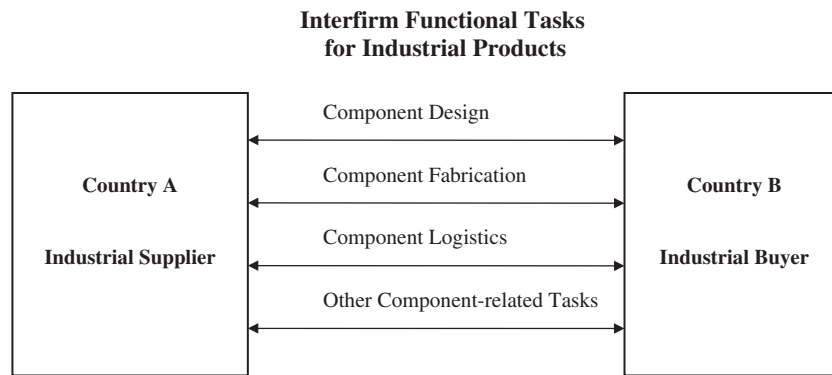 Interfirm Functional Tasks
for Industrial Products
Component Design
Component Fabrication
Country A
Country B
Component Logistics
Industrial Supplier
Industrial Buyer
Other Component-related Tasks